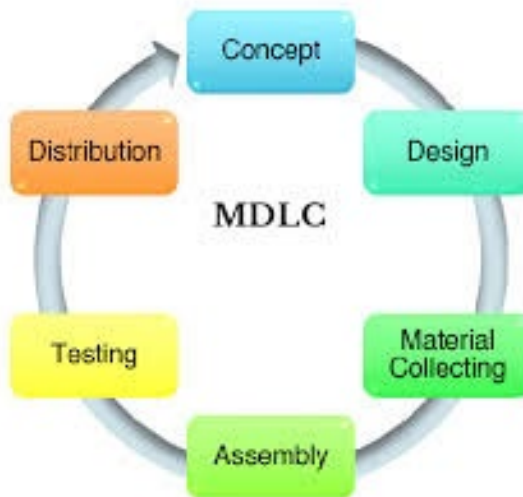 Concept
Design
Material
Collecting
Assembly
Testing
Distribution
MDLC